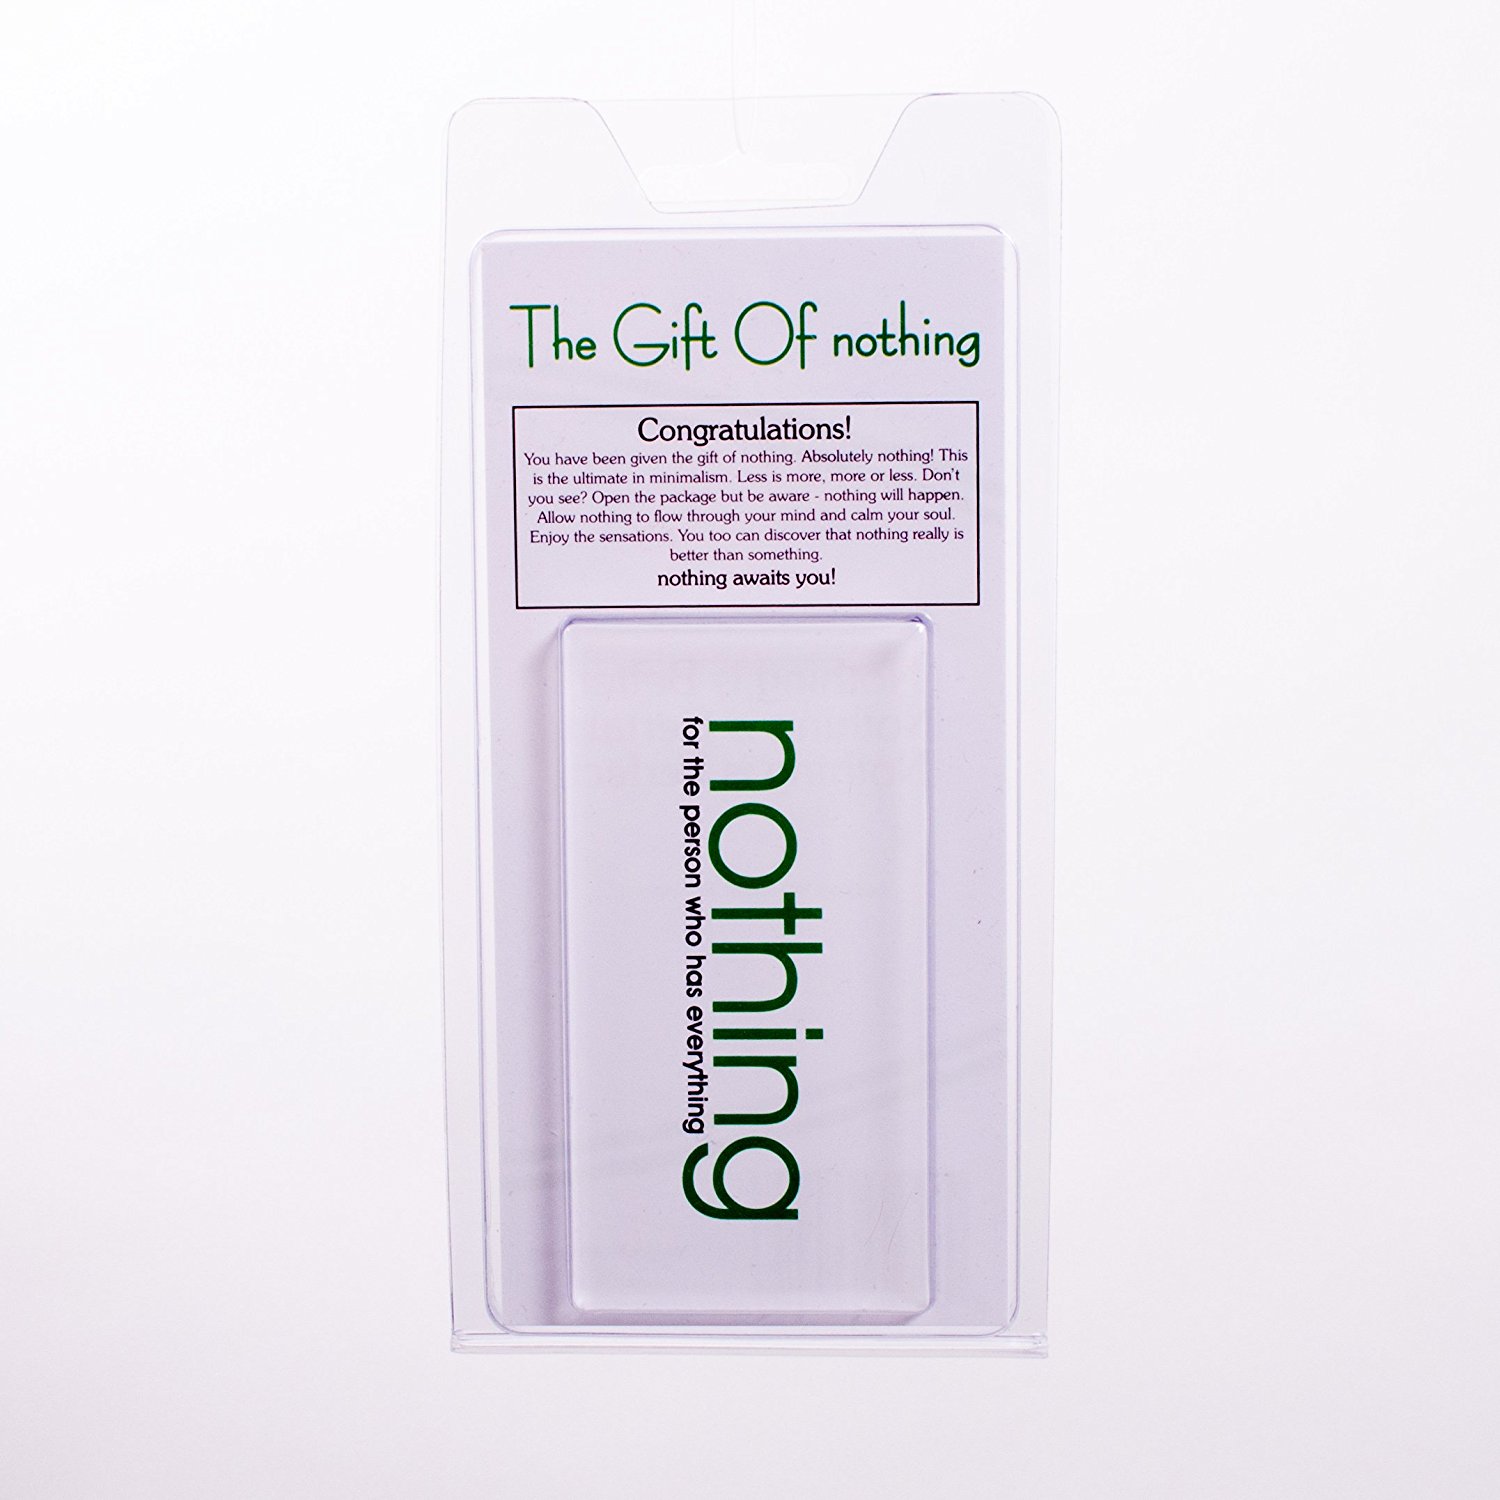 The Gift Of nothing
Congratulations!
You have been given the gift of nothing. Absolutely nothing! This
is the ultimate in minimalism. Less is more, more or less. Don't
you see? Open the package but be aware - nothing will happen.
Allow nothing to flow through your mind and calm your soul.
Enjoy the sensations. You too can discover that nothing really is
better than something.
nothing awaits you!
nothing
for the person who has everything